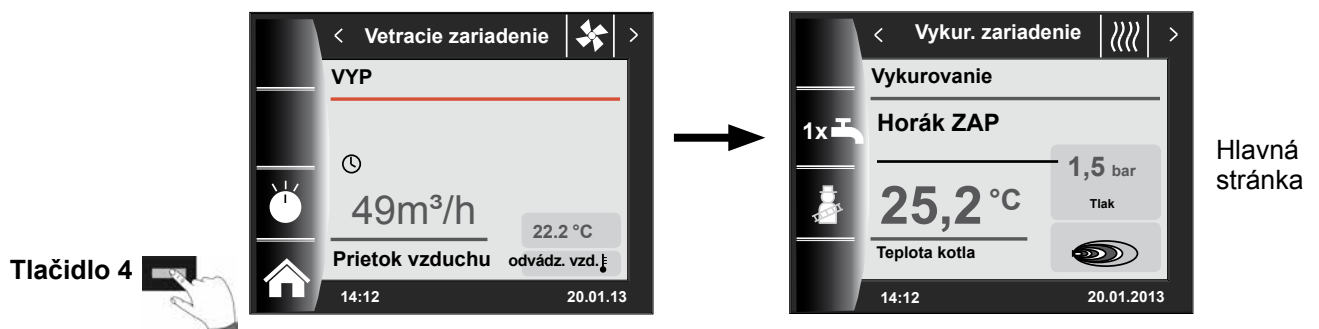 Vetracie zariadenie
VYP
49m³/h
22.2 °C
Prietok vzduchu
odvádz. vzd.
14:12
20.01.13
Tlačidlo 4
Vykur. zariadenie
Vykurovanie
1x
Horák ZAP
1,5 bar
Tlak
25,2 °C
Teplota kotla
14:12
20.01.2013
Hlavná
stránka